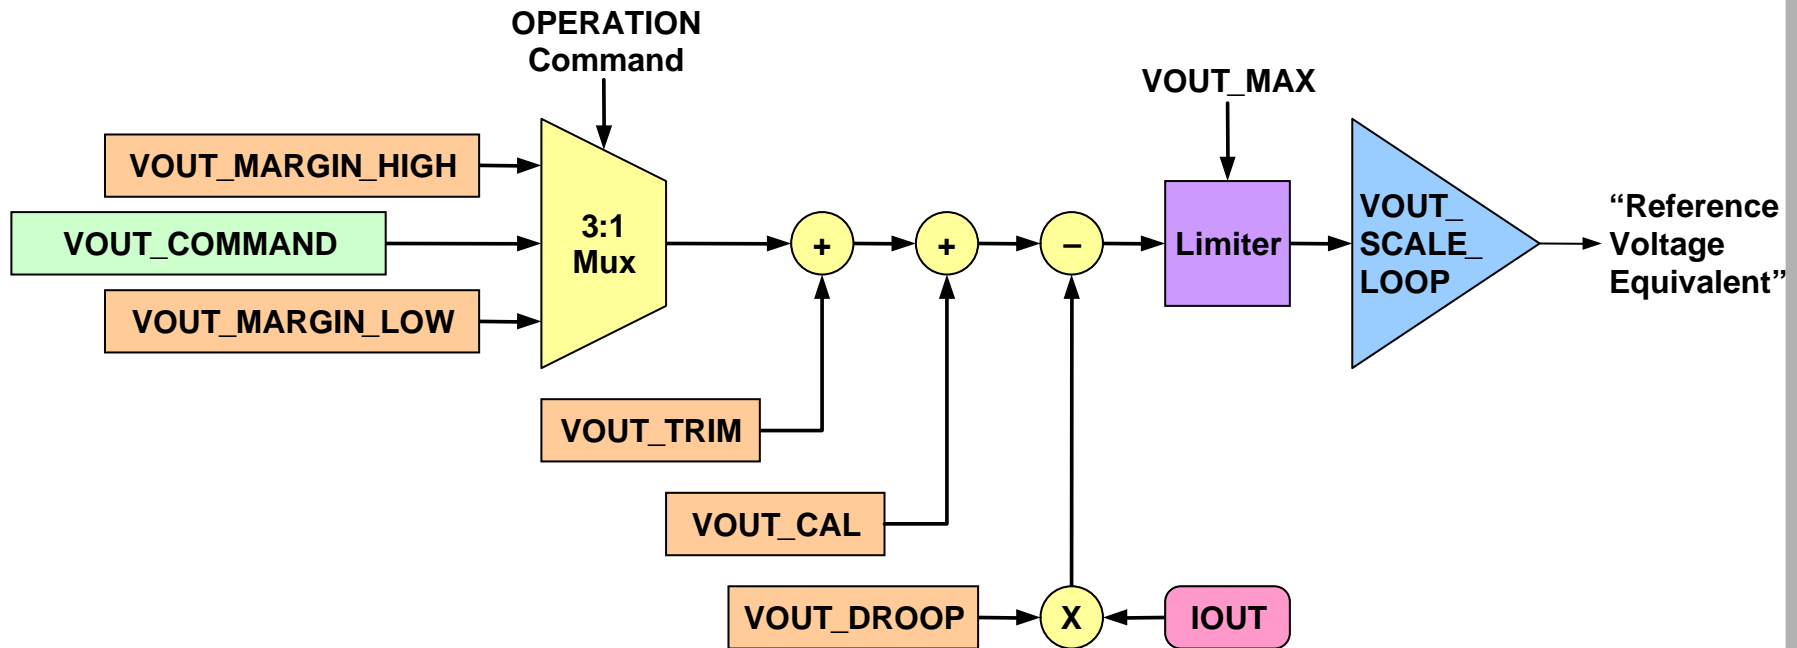 OPERATION
Command
VOUT_MAX
VOUT_MARGIN_HIGH
VOUT_COMMAND
VOUT_MARGIN_LOW
3:1
Mux
+
+
–
Limiter
VOUT_
SCALE_
LOOP
“Reference
Voltage
Equivalent”
VOUT_TRIM
VOUT_CAL
VOUT_DROOP
X
IOUT